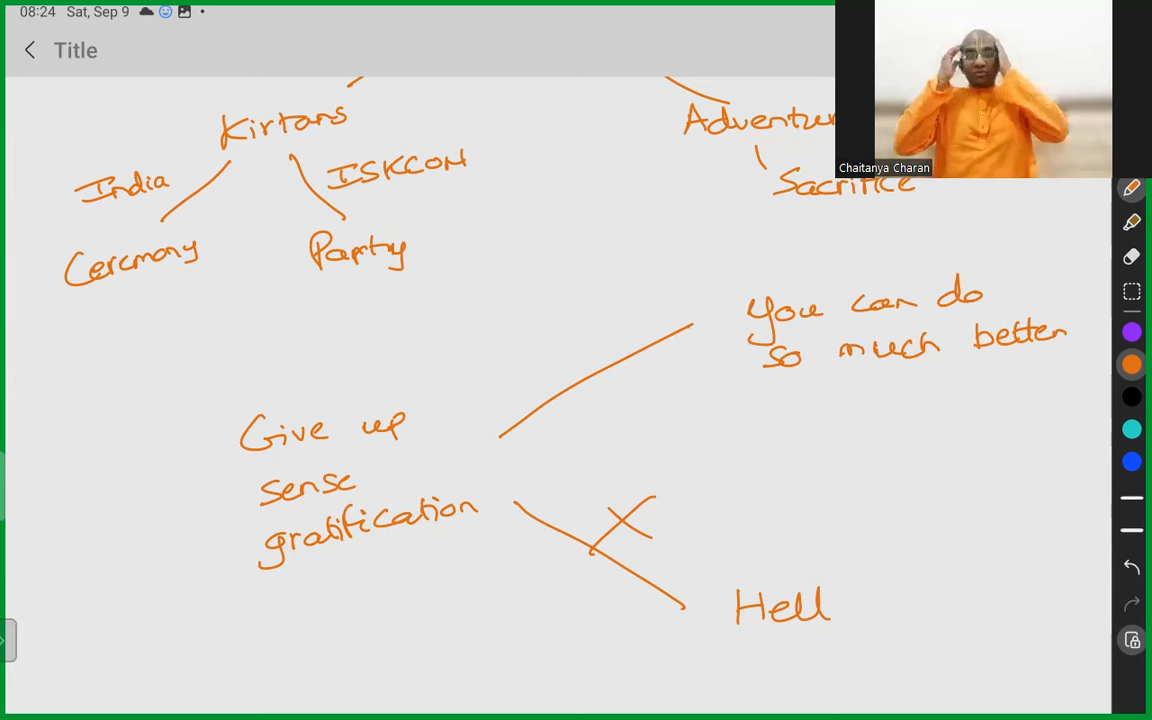 08:24 Sat, Sep 9
Title
Kirtans
Adventur
India
ISKCON
Sacrifice
Ceremony
Party
Chaitanya Charan
You can do
so much better
Give up
sense
gratification
Hell